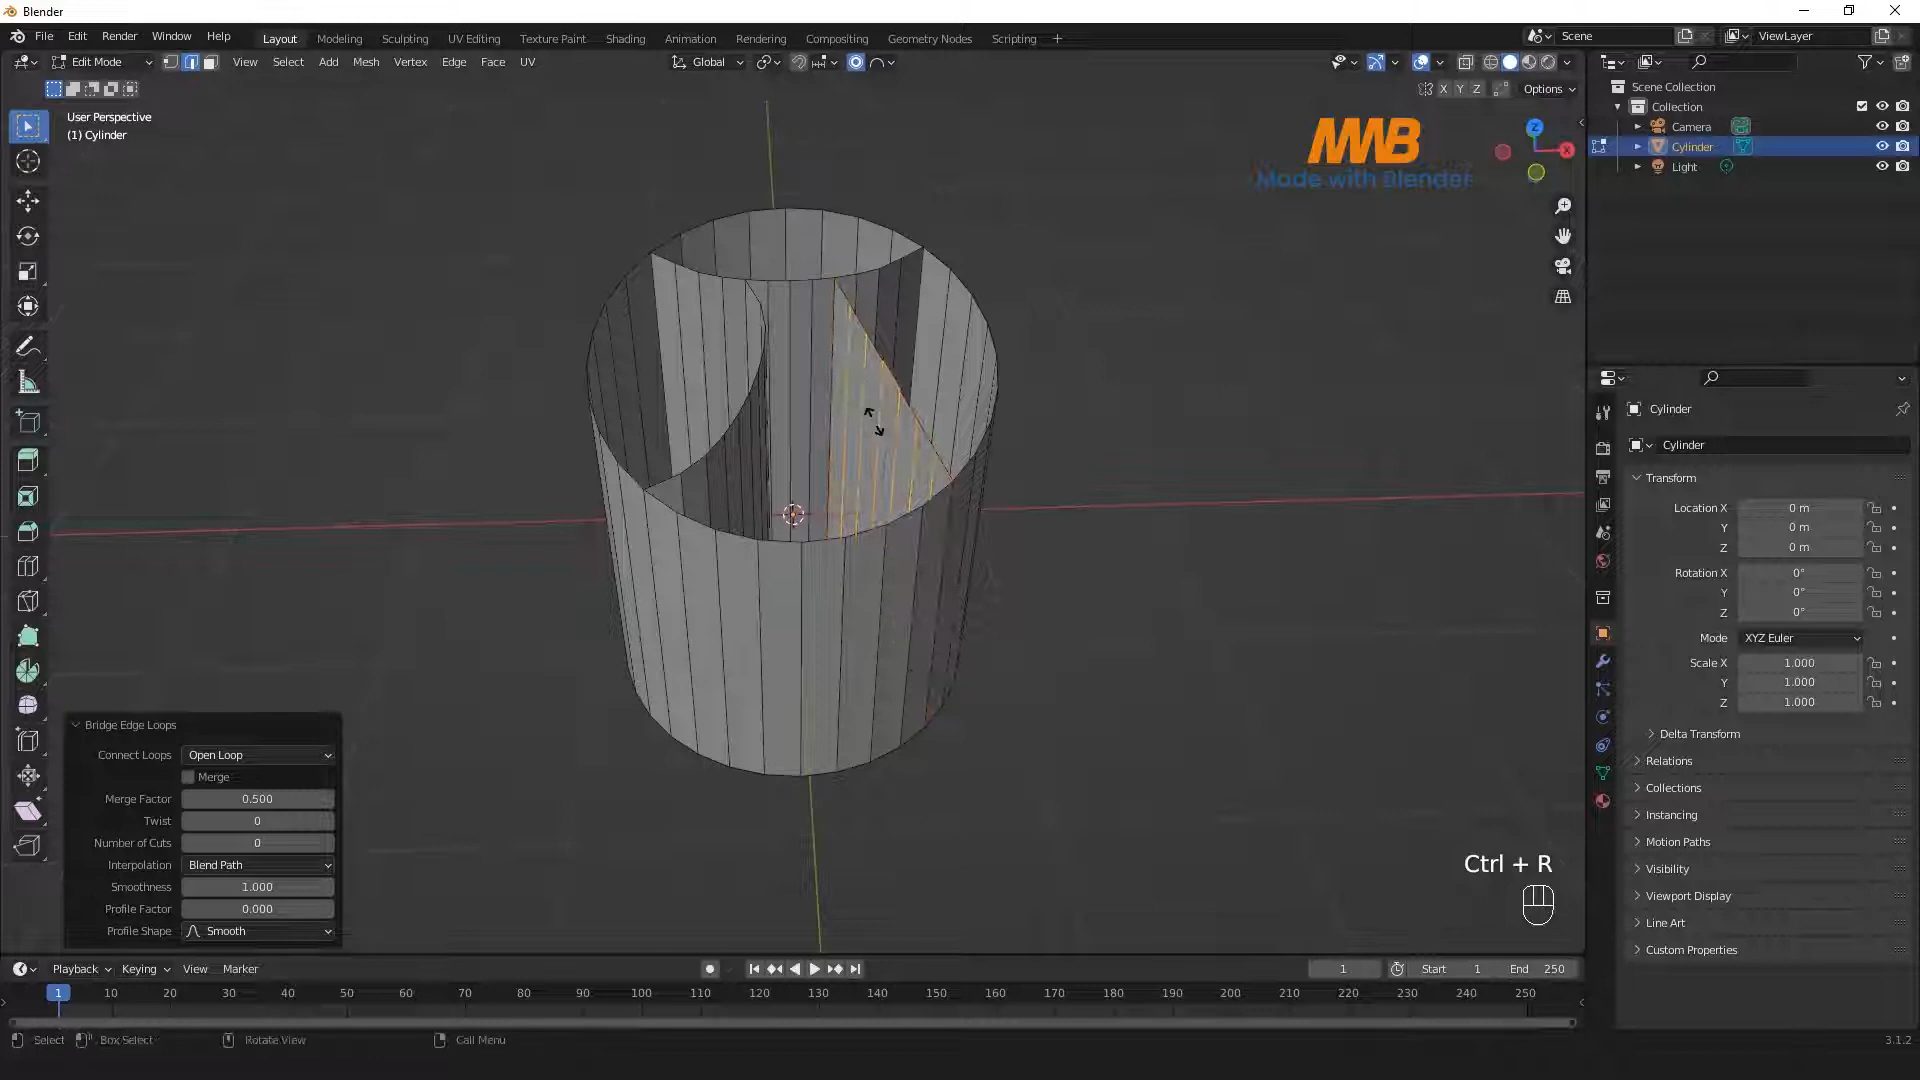 Blender
File Edit Render Window Help
Layout Modeling Sculpting UV Editing Texture Paint Shading Animation Rendering Compositing Geometry Nodes Scripting +
Scene ViewLayer
Edit Mode View Select Add Mesh Vertex Edge Face UV Global
X Y Z Options
User Perspective
(1) Cylinder
MWB
Made with Blender
Z
X
Scene Collection
Collection
Camera
Cylinder
Light
Cylinder
Cylinder
Transform
Location X 0 m
Y 0 m
Z 0 m
Rotation X 0°
Y 0°
Z 0°
Mode XYZ Euler
Scale X 1.000
Y 1.000
Z 1.000
Delta Transform
Relations
Collections
Instancing
Motion Paths
Visibility
Viewport Display
Line Art
Custom Properties
Bridge Edge Loops
Connect Loops Open Loop
Merge
Merge Factor 0.500
Twist 0
Number of Cuts 0
Interpolation Blend Path
Smoothness 1.000
Profile Factor 0.000
Profile Shape Smooth
Ctrl + R
Playback Keying View Marker
1 Start 1 End 250
1 10 20 30 40 50 60 70 80 90 100 110 120 130 140 150 160 170 180 190 200 210 220 230 240 250
Select Box Select Rotate View Call Menu
3.1.2